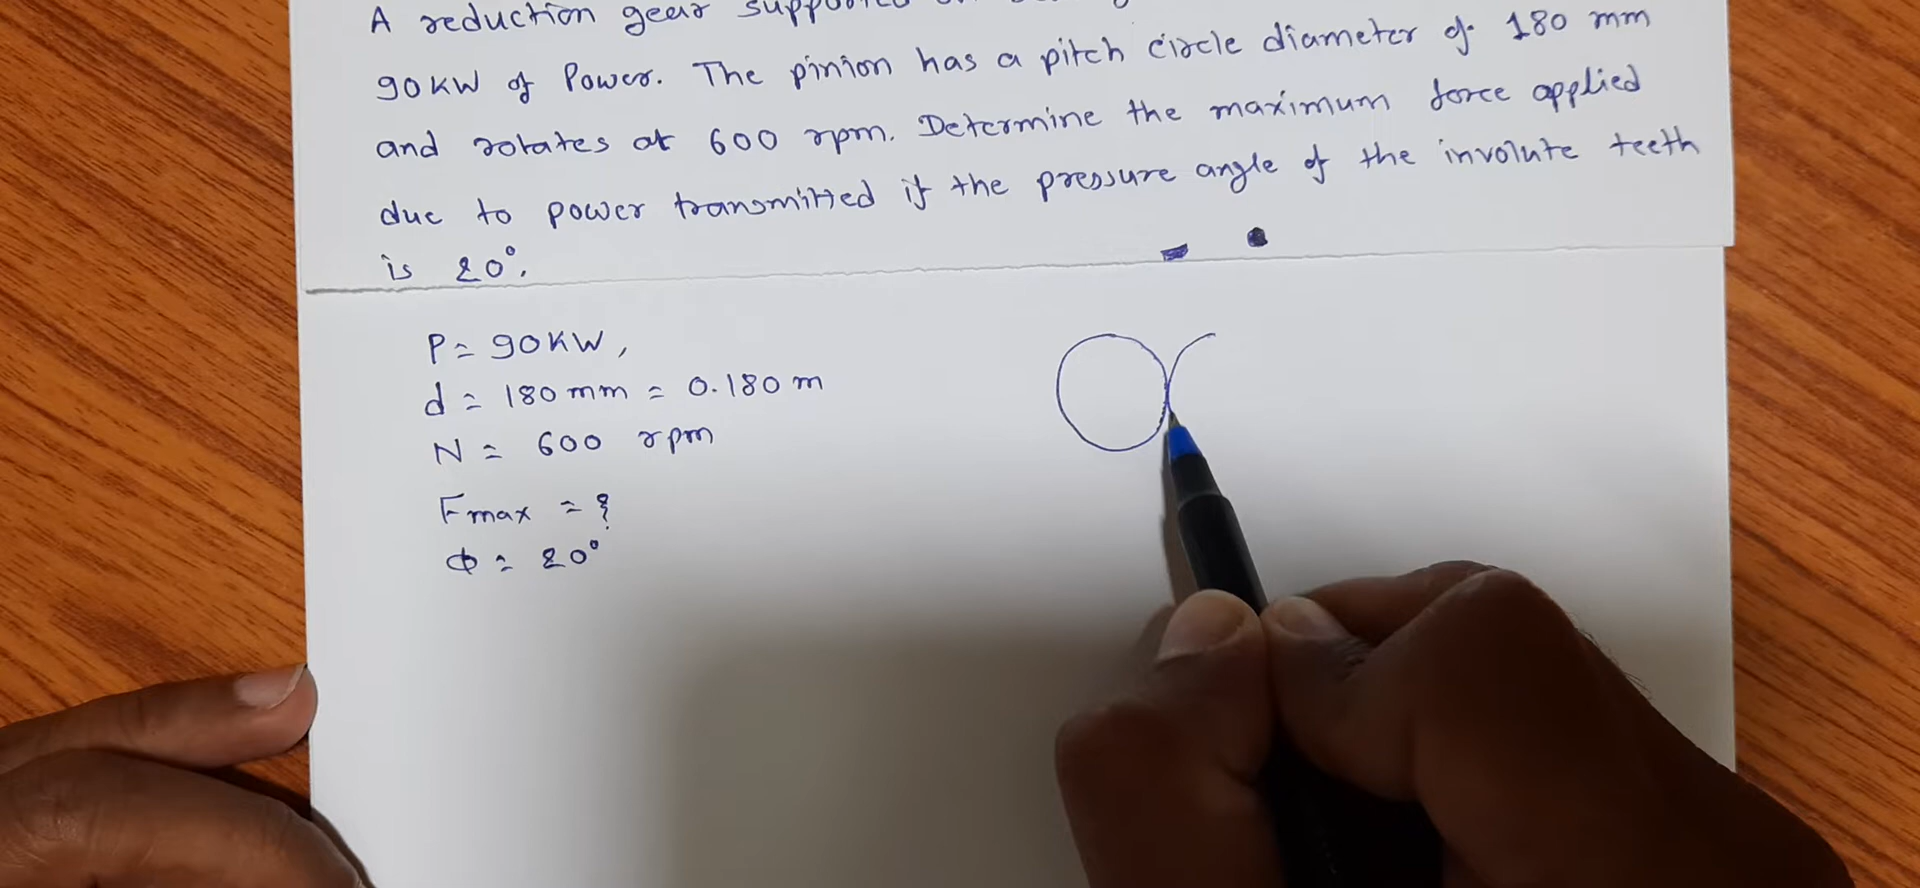 A reduction gear supported
90KW of Power. The pinion has a pitch circle diameter of 180 mm
and rotates at 600 rpm. Determine the maximum force applied
due to power transmitted if the pressure angle of the involute teeth
is 20°.
P = 90KW,
d = 180 mm = 0.180 m
N = 600 rpm
Fmax = ?
Φ = 20°